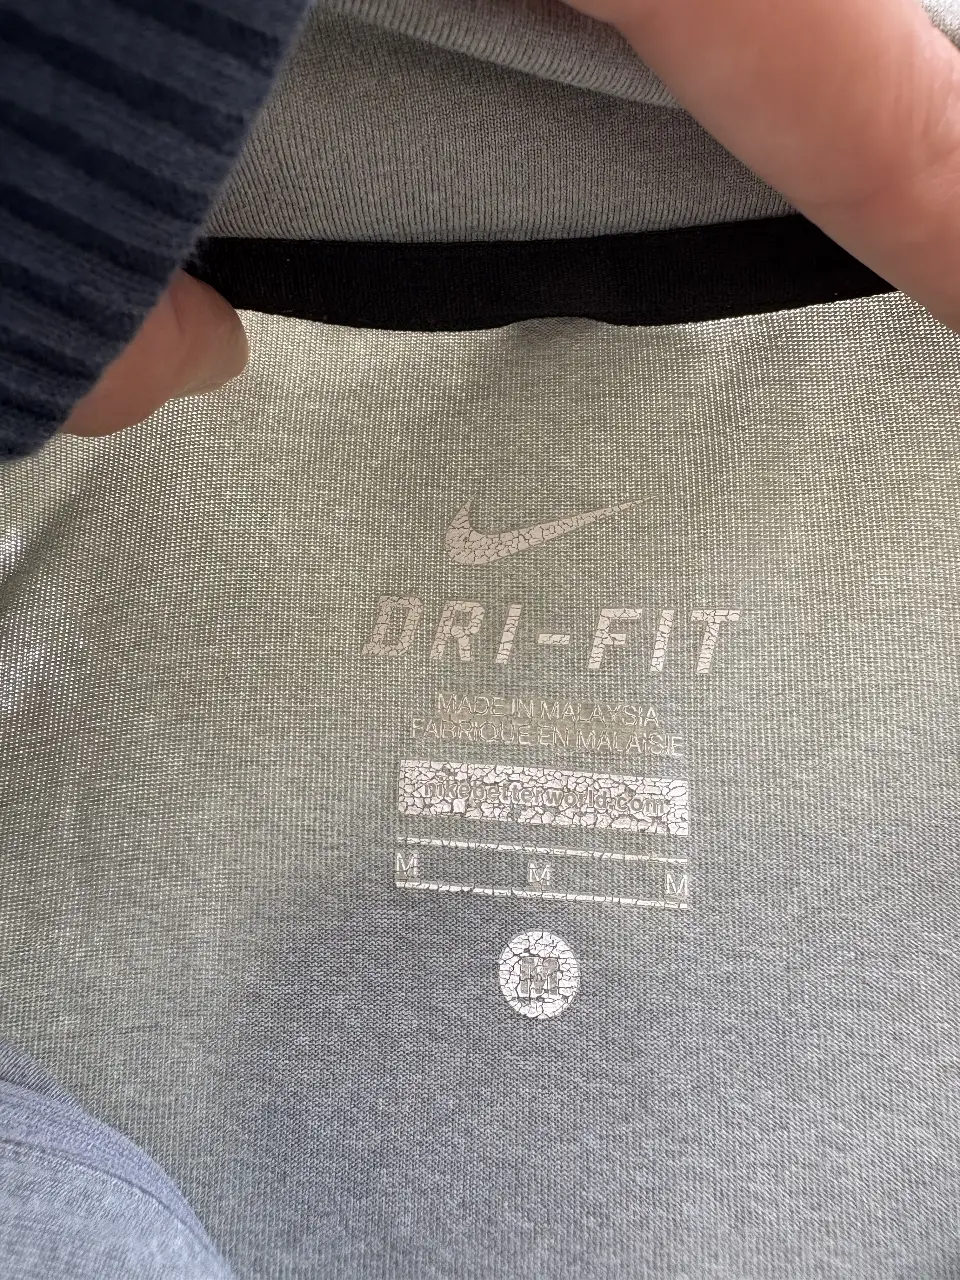 DRI-FIT
MADE IN MALAYSIA
FABRIQUE EN MALAISIE
nikebetterworld.com
M M M
M